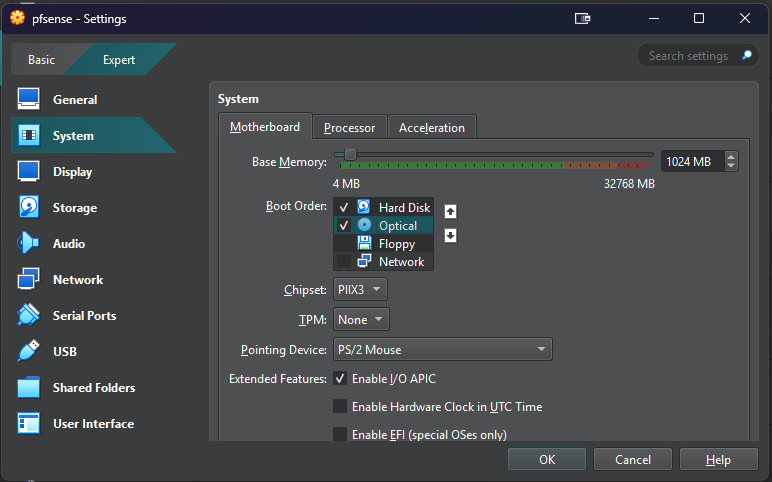 pfsense - Settings
Basic Expert
Search settings
General
System
Display
Storage
Audio
Network
Serial Ports
USB
Shared Folders
User Interface
System
Motherboard Processor Acceleration
Base Memory: 1024 MB
4 MB 32768 MB
Boot Order: Hard Disk
Optical
Floppy
Network
Chipset: PIIX3
TPM: None
Pointing Device: PS/2 Mouse
Extended Features: Enable I/O APIC
Enable Hardware Clock in UTC Time
Enable EFI (special OSes only)
OK Cancel Help